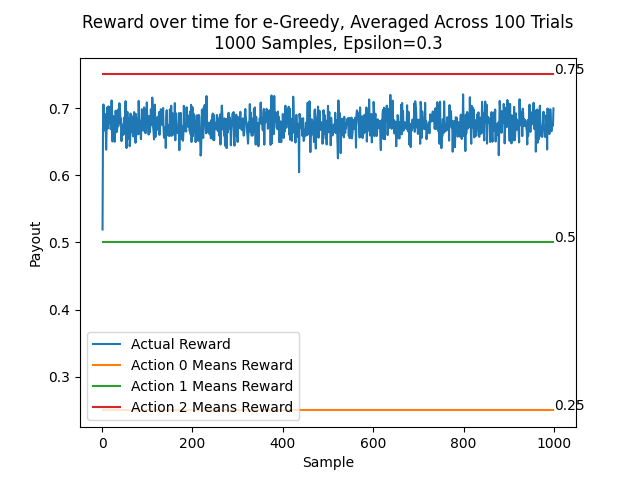 Reward over time for e-Greedy, Averaged Across 100 Trials
1000 Samples, Epsilon=0.3
0.75
0.7
0.6
0.5
0.5
0.4
0.3
0.25
Payout
Actual Reward
Action 0 Means Reward
Action 1 Means Reward
Action 2 Means Reward
0 200 400 600 800 1000
Sample